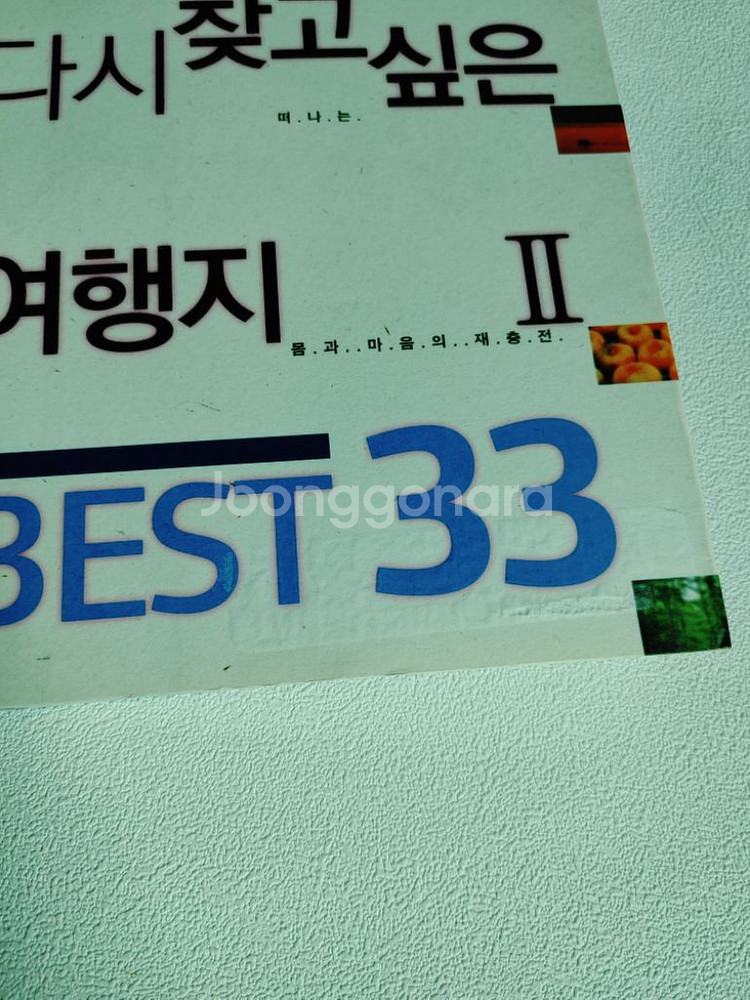 다시 찾고 싶은
떠.나.는.
여행지 II
몸.과..마.음.의..재.충.전.
BEST 33
Joonggonara